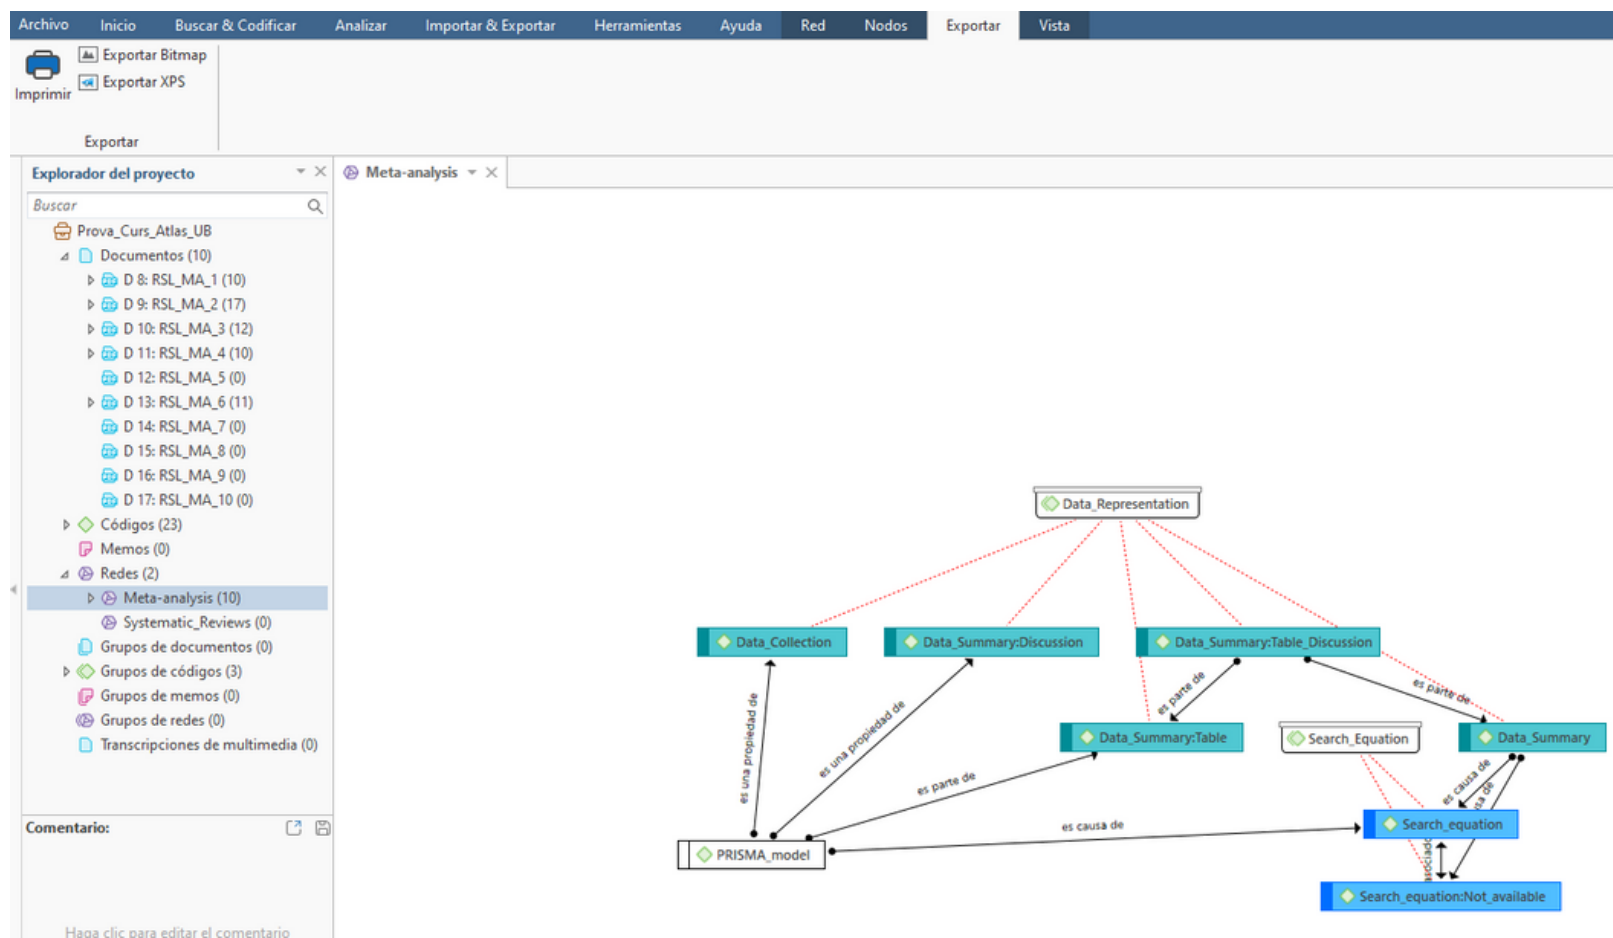 Archivo Inicio Buscar & Codificar Analizar Importar & Exportar Herramientas Ayuda Red Nodos Exportar Vista
Imprimir
Exportar Bitmap
Exportar XPS
Exportar
Explorador del proyecto
Buscar
Prova_Curs_Atlas_UB
Documentos (10)
D 8: RSL_MA_1 (10)
D 9: RSL_MA_2 (17)
D 10: RSL_MA_3 (12)
D 11: RSL_MA_4 (10)
D 12: RSL_MA_5 (0)
D 13: RSL_MA_6 (11)
D 14: RSL_MA_7 (0)
D 15: RSL_MA_8 (0)
D 16: RSL_MA_9 (0)
D 17: RSL_MA_10 (0)
Códigos (23)
Memos (0)
Redes (2)
Meta-analysis (10)
Systematic_Reviews (0)
Grupos de documentos (0)
Grupos de códigos (3)
Grupos de memos (0)
Grupos de redes (0)
Transcripciones de multimedia (0)
Comentario:
Haga clic para editar el comentario
Meta-analysis
Data_Representation
Data_Collection
Data_Summary:Discussion
Data_Summary:Table_Discussion
es una propiedad de
es una propiedad de
es parte de
es parte de
Data_Summary:Table
Search_Equation
Data_Summary
es parte de
es causa de
es causa de
Search_equation
PRISMA_model
Search_equation:Not_available